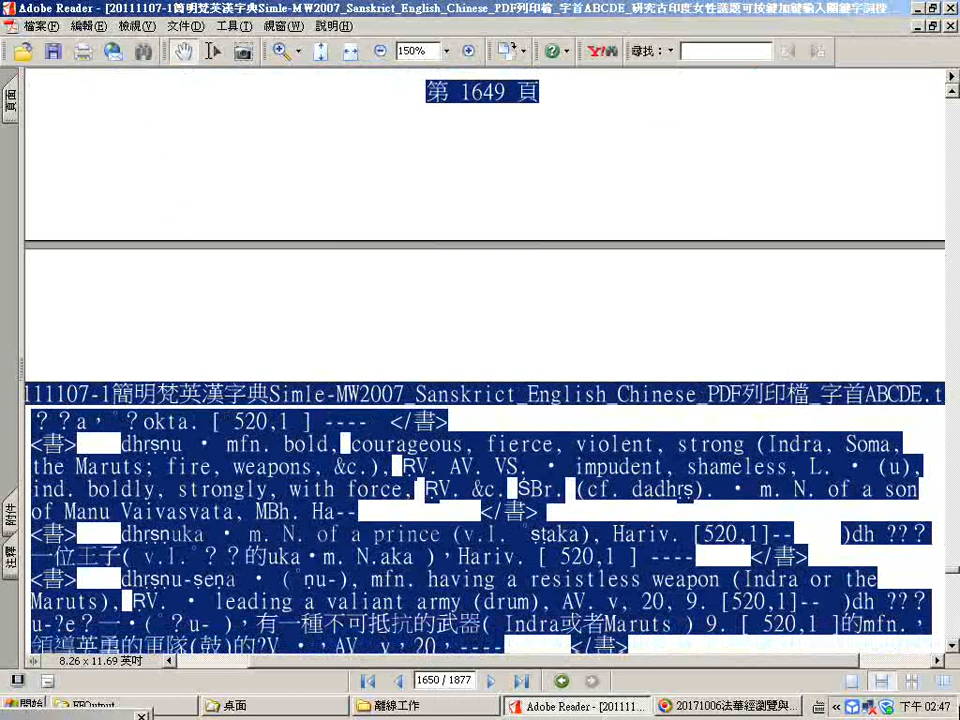 Adobe Reader - [20111107-1簡明梵英漢字典Simle-MW2007_Sanskrict_English_Chinese_PDF列印檔_字首ABCDE_研究古印度女性議題可按鍵加鍵輸入關鍵字詞搜
檔案(F) 編輯(E) 檢視(V) 文件(D) 工具(T) 視窗(W) 說明(H)
150% Y! 尋找:
頁面
第 1649 頁
111107-1簡明梵英漢字典Simle-MW2007_Sanskrict_English_Chinese_PDF列印檔_字首ABCDE.t
？？a，°？okta. [ 520,1 ] ---- </書>
<書> dhṛṣṇu • mfn. bold, courageous, fierce, violent, strong (Indra, Soma,
the Maruts; fire, weapons, &c.), RV. AV. VS. • impudent, shameless, L. • (u),
ind. boldly, strongly, with force, ṚV. &c. ŚBr. (cf. dadhṛṣ). • m. N. of a son
of Manu Vaivasvata, MBh. Ha-- </書>
<書> dhṛṣṇuka • m. N. of a prince (v.l. °ṣṭaka), Hariv. [520,1]-- )dh ??？
一位王子( v.l. °？？的uka•m. N.aka ), Hariv. [ 520,1 ] ---- </書>
<書> dhṛṣṇu-ṣeṇa • (°nu-), mfn. having a resistless weapon (Indra or the
Maruts), ṚV. • leading a valiant army (drum), AV. v, 20, 9. [520,1]-- )dh ??？
u-?e？一•(°？u- )，有一種不可抵抗的武器( Indra或者Maruts ) 9. [ 520,1 ]的mfn.，
領導英勇的軍隊(鼓)的?V •，AV v，20，---- </書>
附件
注釋
8.26 x 11.69 英吋
1650 / 1877
開始 FFOutput 桌面 離線工作 Adobe Reader - [201111... 20171006法華經瀏覽與... 下午 02:47